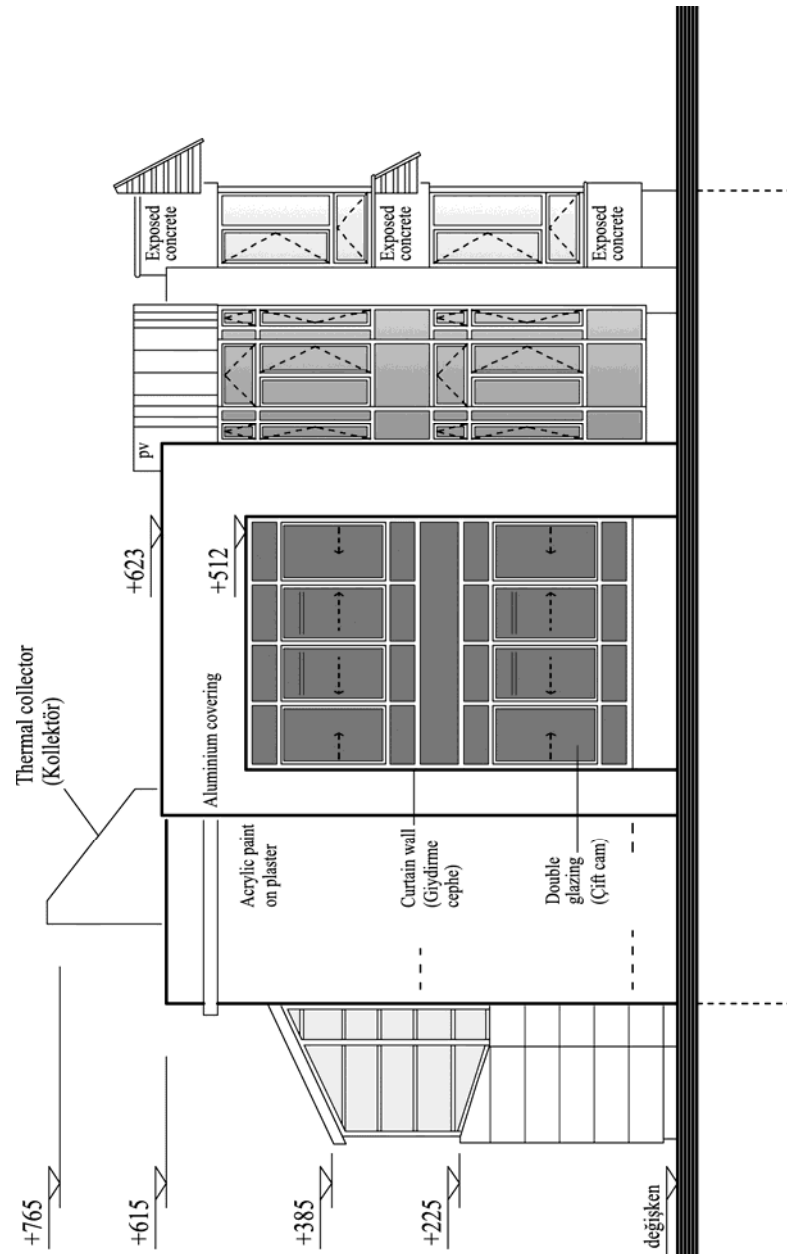 Thermal collector
(Kollektör)
+765
+615
+623
+512
+385
+225
değişken
Aluminium covering
Acrylic paint
on plaster
Curtain wall
(Giydirme
cephe)
Double
glazing
(Çift cam)
pv
Exposed
concrete
Exposed
concrete
Exposed
concrete